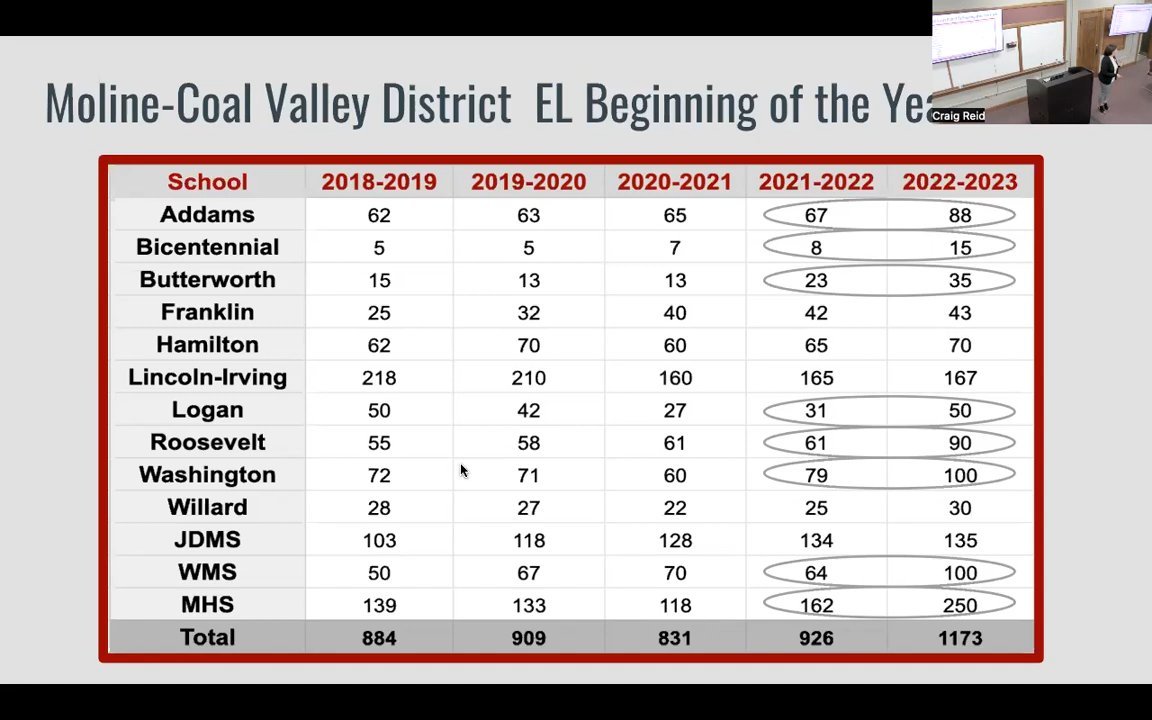 Moline-Coal Valley District EL Beginning of the Yea
Craig Reid
School 2018-2019 2019-2020 2020-2021 2021-2022 2022-2023
Addams 62 63 65 67 88
Bicentennial 5 5 7 8 15
Butterworth 15 13 13 23 35
Franklin 25 32 40 42 43
Hamilton 62 70 60 65 70
Lincoln-Irving 218 210 160 165 167
Logan 50 42 27 31 50
Roosevelt 55 58 61 61 90
Washington 72 71 60 79 100
Willard 28 27 22 25 30
JDMS 103 118 128 134 135
WMS 50 67 70 64 100
MHS 139 133 118 162 250
Total 884 909 831 926 1173